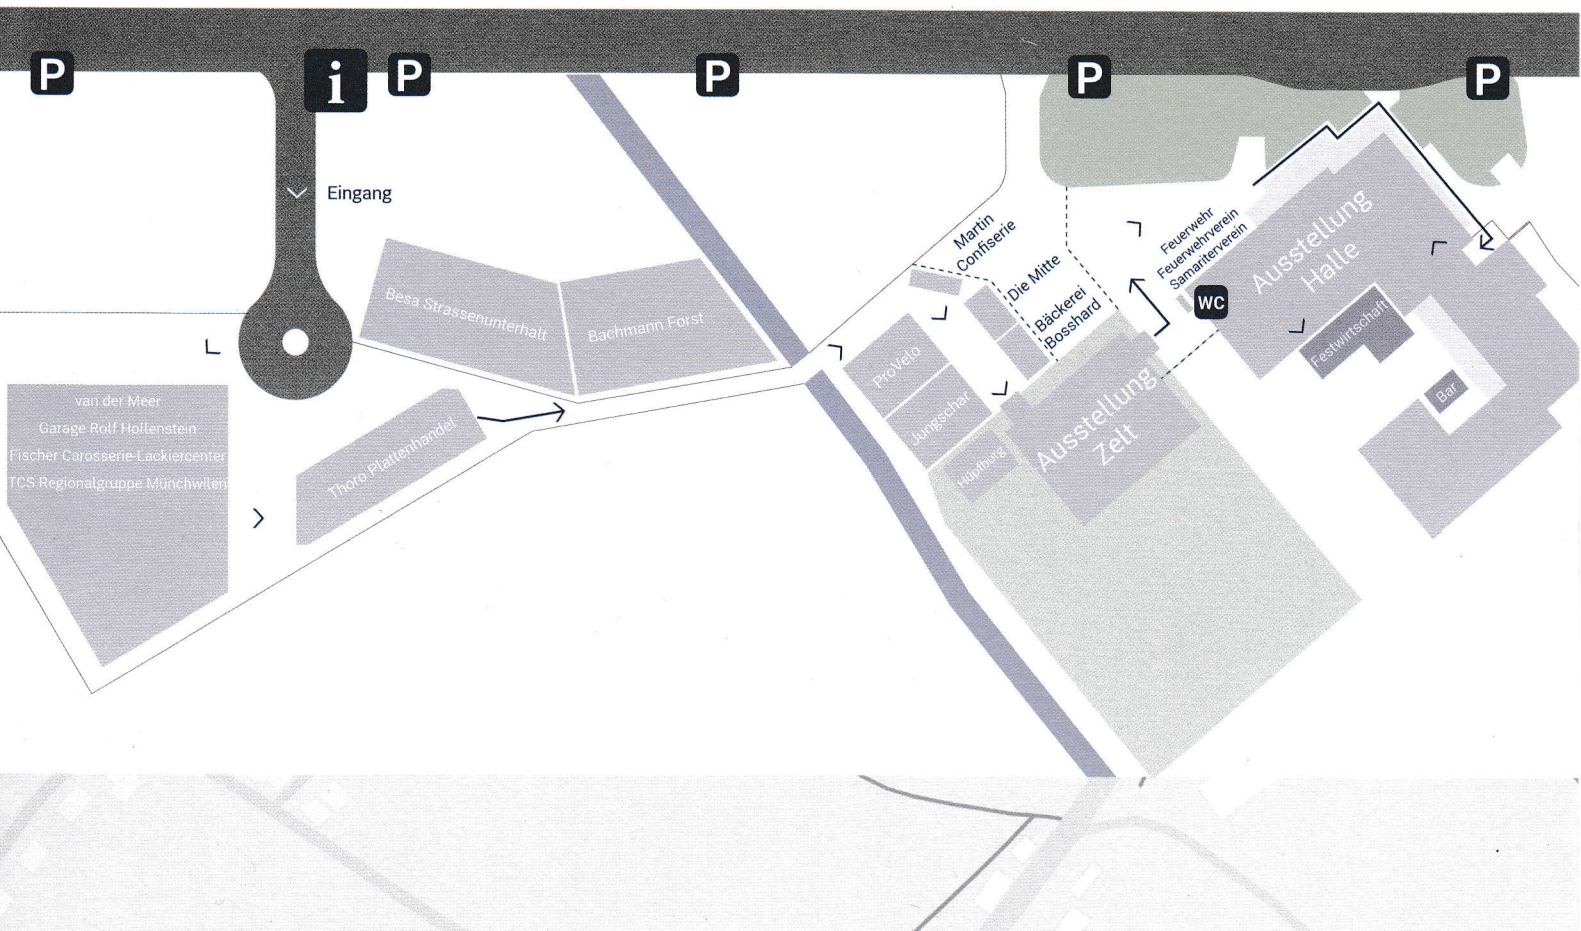 P
i
P
P
P
P
Eingang
Besa Strassenunterhalt
Bachmann Forst
van der Meer
Garage Rolf Hollenstein
Fischer Carosserie-Lackiercenter
TCS Regionalgruppe Münchwilen
Thoro Plattenhandel
Martin
Confiserie
Die Mitte
Bäckerei
Bosshard
ProVelo
Jungschar
Hüpfburg
Ausstellung
Zelt
Feuerwehr
Feuerwehrverein
Samariterverein
WC
Ausstellung
Halle
Festwirtschaft
Bar